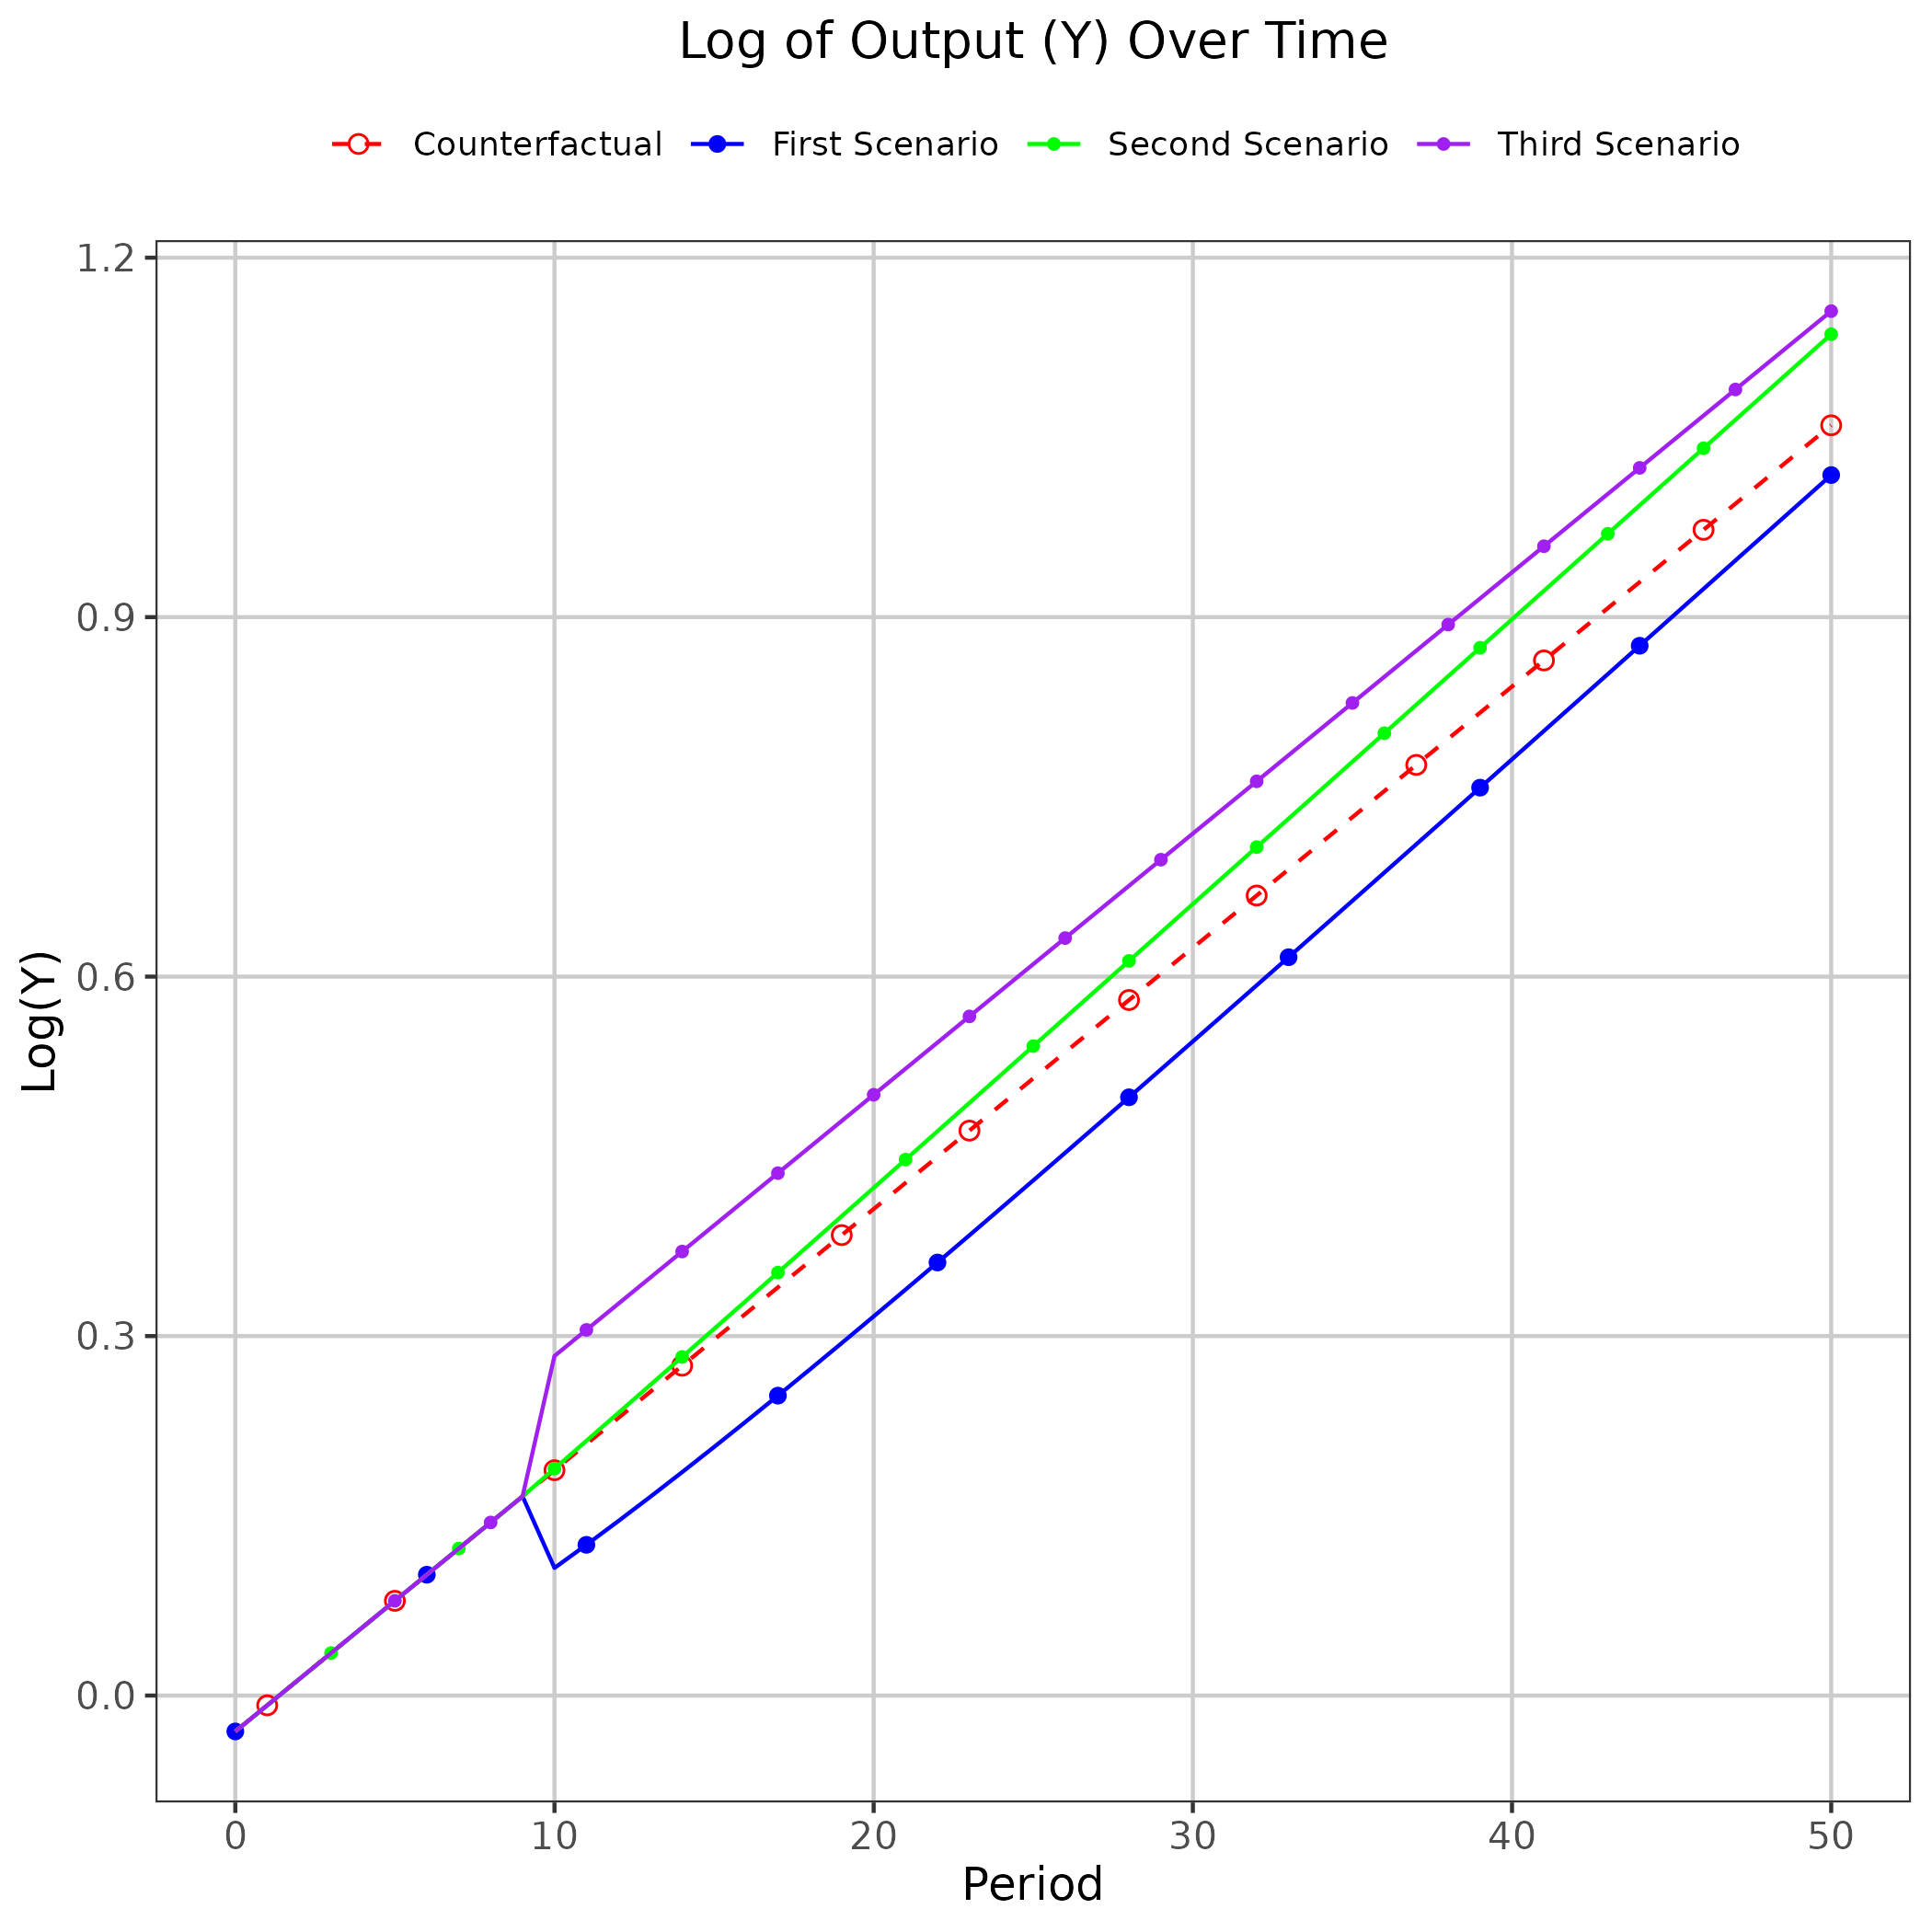 Log of Output (Y) Over Time
Counterfactual First Scenario Second Scenario Third Scenario
1.2
0.9
0.6
0.3
0.0
Log(Y)
0 10 20 30 40 50
Period